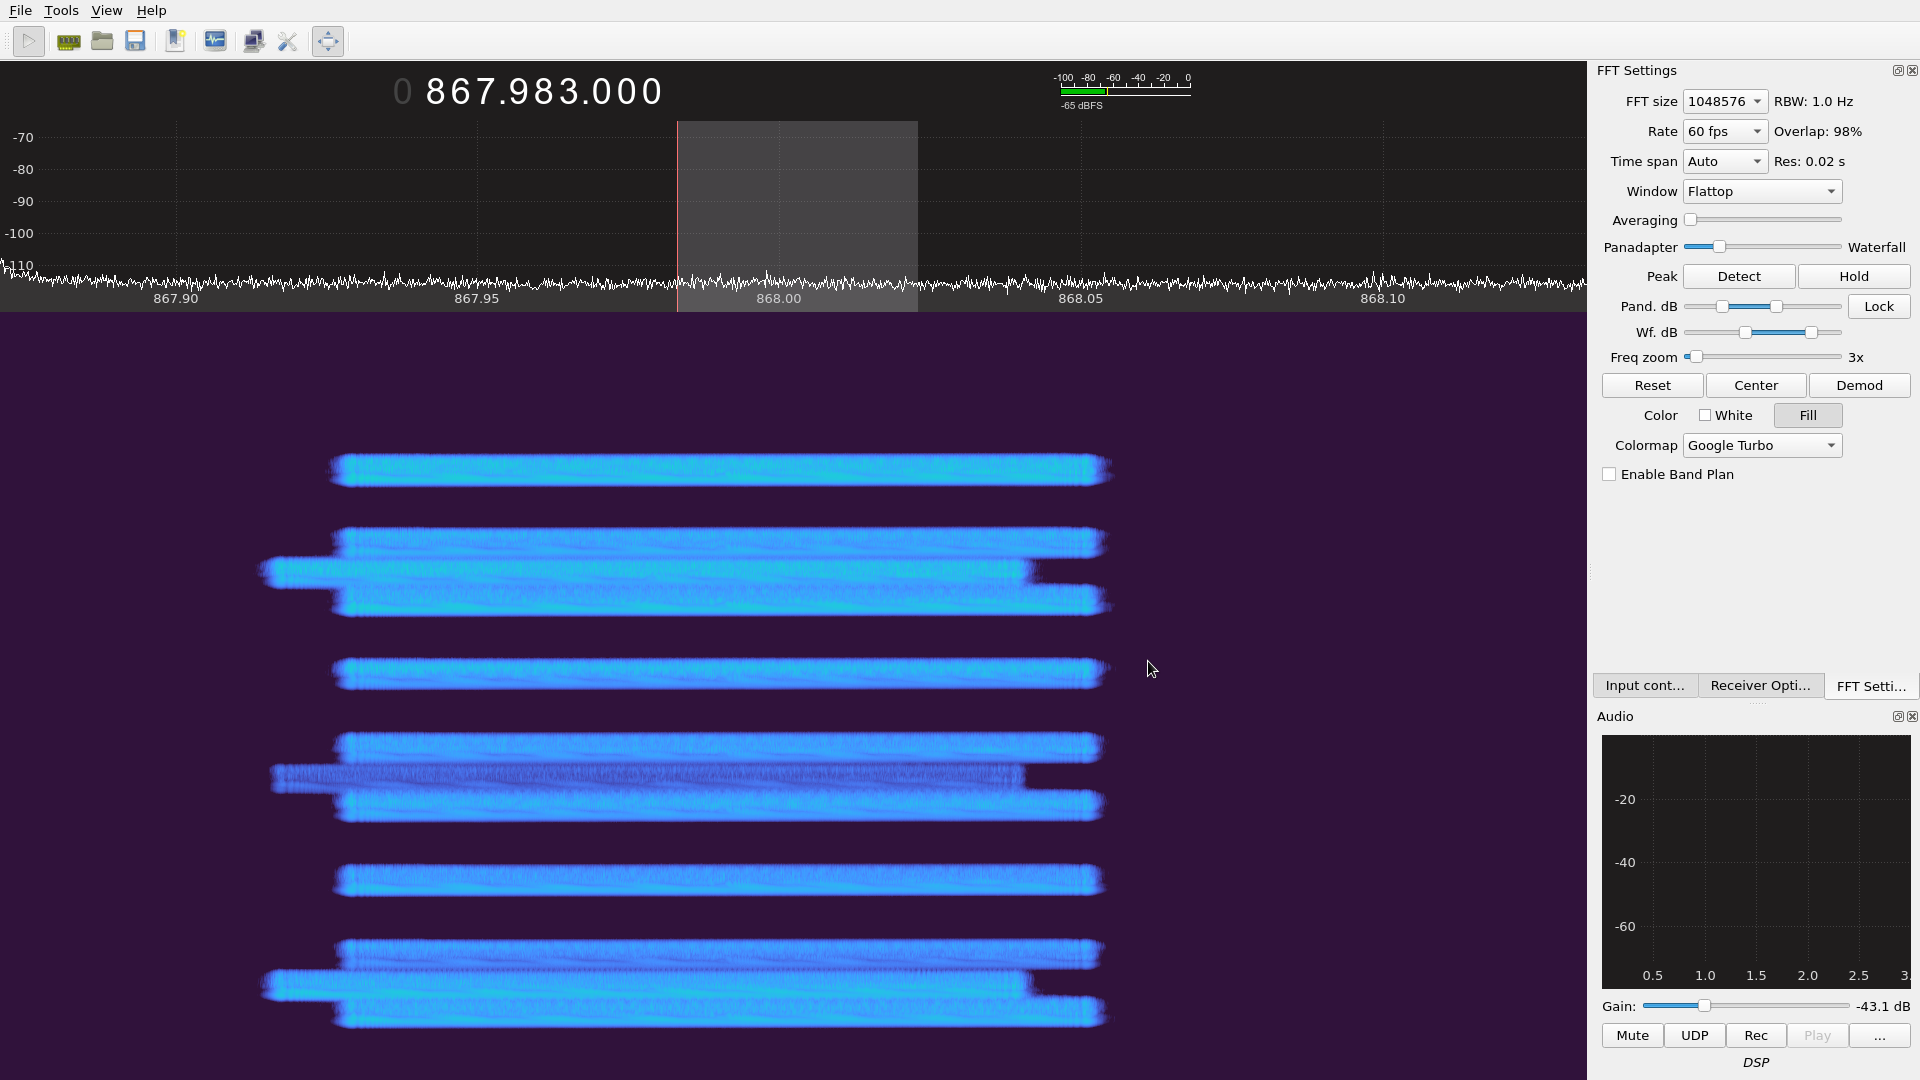 File Tools View Help
0 867.983.000
-100 -80 -60 -40 -20 0
-65 dBFS
-70
-80
-90
-100
-110
867.90 867.95 868.00 868.05 868.10
FFT Settings
FFT size 1048576 RBW: 1.0 Hz
Rate 60 fps Overlap: 98%
Time span Auto Res: 0.02 s
Window Flattop
Averaging
Panadapter Waterfall
Peak Detect Hold
Pand. dB Lock
Wf. dB
Freq zoom 3x
Reset Center Demod
Color White Fill
Colormap Google Turbo
Enable Band Plan
Input cont... Receiver Opti... FFT Setti...
Audio
-20
-40
-60
0.5 1.0 1.5 2.0 2.5 3.
Gain: -43.1 dB
Mute UDP Rec Play ...
DSP